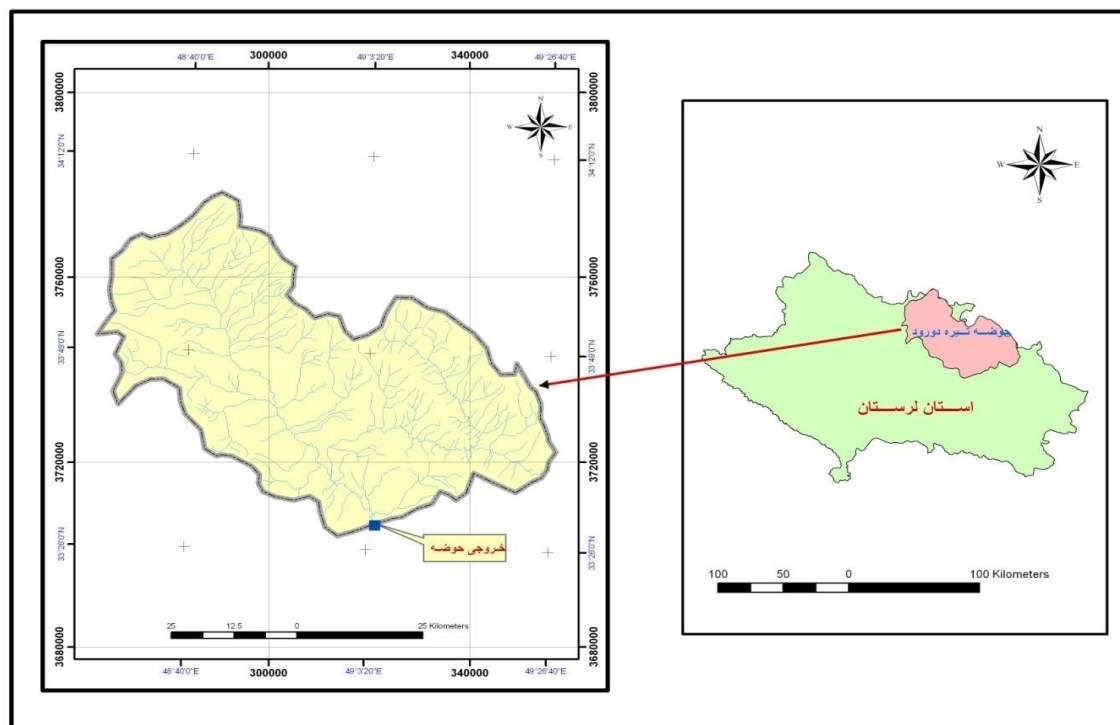 48°40'0"E
300000
49°3'20"E
340000
49°26'40"E
3800000
3800000
N
W
E
S
34°12'0"N
34°12'0"N
3760000
3760000
33°49'0"N
33°49'0"N
3720000
3720000
33°26'0"N
33°26'0"N
خروجی حوضه
25 12.5 0 25 Kilometers
3680000
3680000
48°40'0"E
300000
49°3'20"E
340000
49°26'40"E
N
W
E
S
حوضه تیره دورود
استان لرستان
100 50 0 100 Kilometers